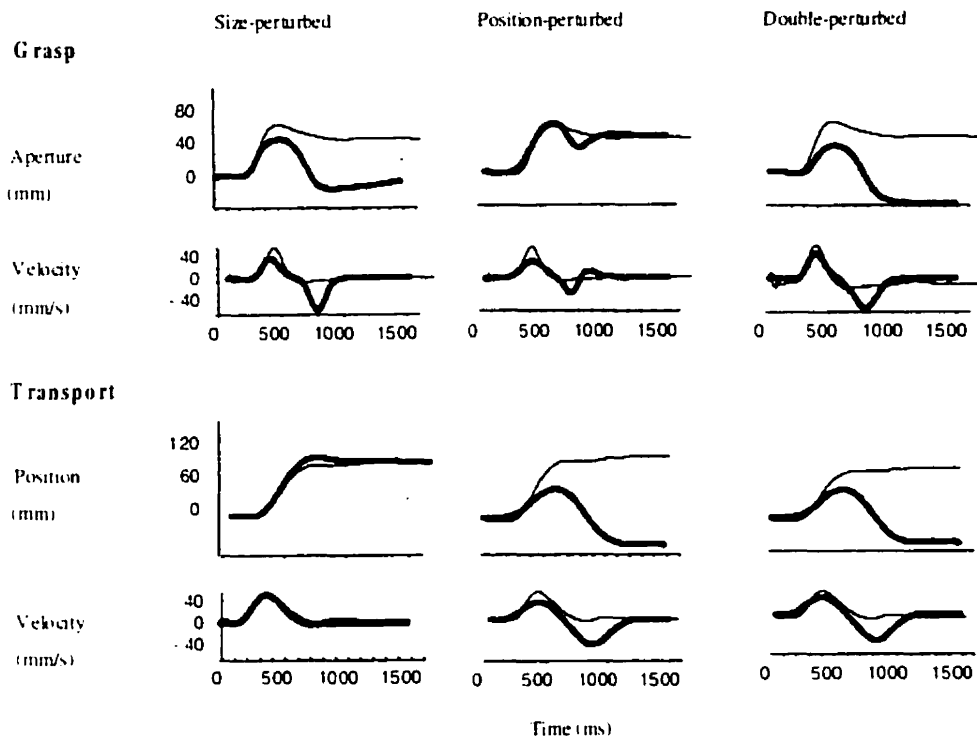 Size-perturbed Position-perturbed Double-perturbed
Grasp
80
40
0
Aperture
(mm)
40
0
- 40
Velocity
(mm/s)
0 500 1000 1500 0 500 1000 1500 0 500 1000 1500
Transport
120
60
0
Position
(mm)
40
0
- 40
Velocity
(mm/s)
0 500 1000 1500 0 500 1000 1500 0 500 1000 1500
Time (ms)